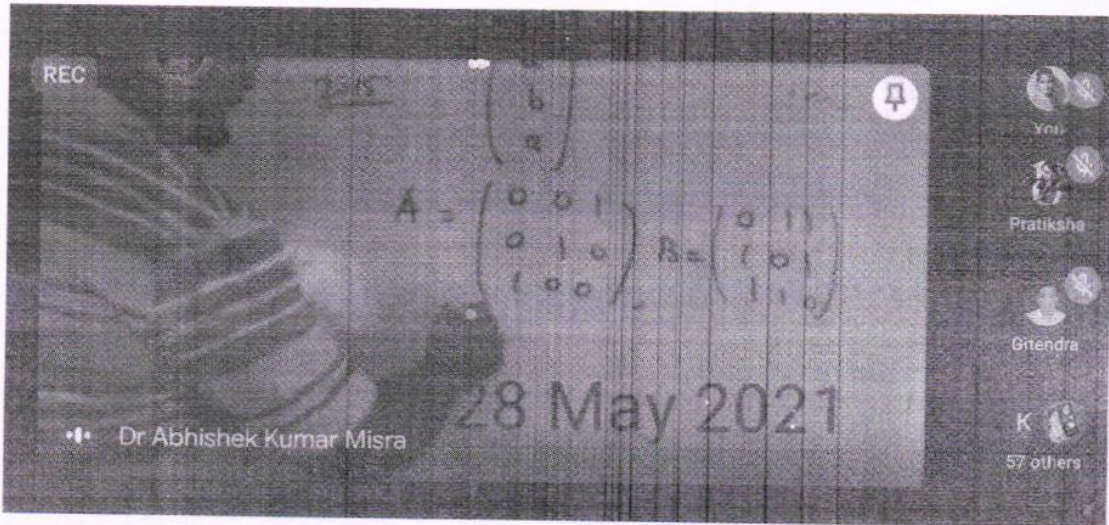 REC
b
a
A = ( 0 0 1
0 1 0
1 0 0 ), B = ( 0 1 1
1 0 1
1 1 0 )
28 May 2021
Dr Abhishek Kumar Misra
You
Pratiksha
Gitendra
K
57 others